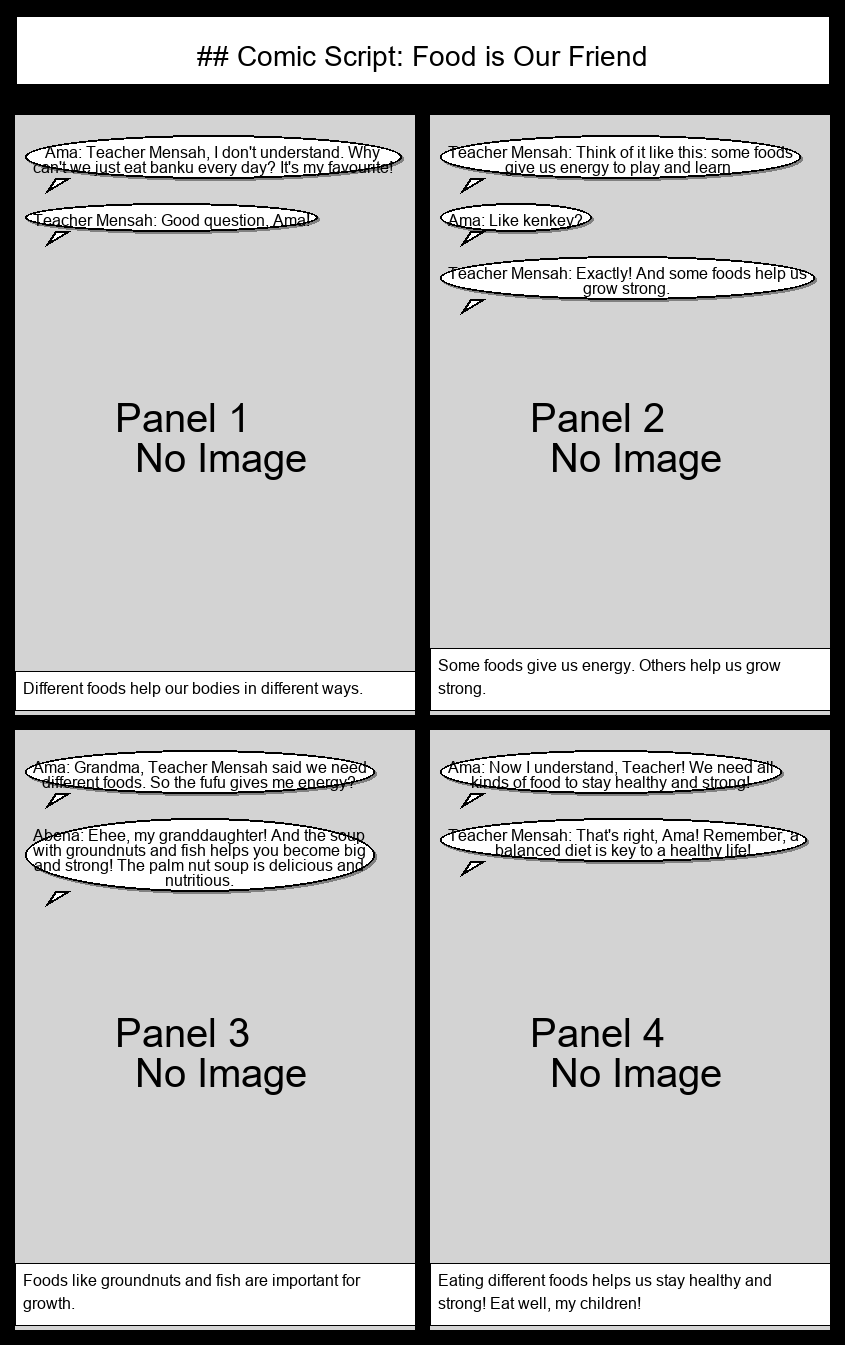 ## Comic Script: Food is Our Friend
Ama: Teacher Mensah, I don't understand. Why
can't we just eat banku every day? It's my favourite!
Teacher Mensah: Good question, Ama!
Panel 1
No Image
Different foods help our bodies in different ways.
Teacher Mensah: Think of it like this: some foods
give us energy to play and learn.
Ama: Like kenkey?
Teacher Mensah: Exactly! And some foods help us
grow strong.
Panel 2
No Image
Some foods give us energy. Others help us grow
strong.
Ama: Grandma, Teacher Mensah said we need
different foods. So the fufu gives me energy?
Abena: Ehee, my granddaughter! And the soup
with groundnuts and fish helps you become big
and strong! The palm nut soup is delicious and
nutritious.
Panel 3
No Image
Foods like groundnuts and fish are important for
growth.
Ama: Now I understand, Teacher! We need all
kinds of food to stay healthy and strong!
Teacher Mensah: That's right, Ama! Remember, a
balanced diet is key to a healthy life!
Panel 4
No Image
Eating different foods helps us stay healthy and
strong! Eat well, my children!